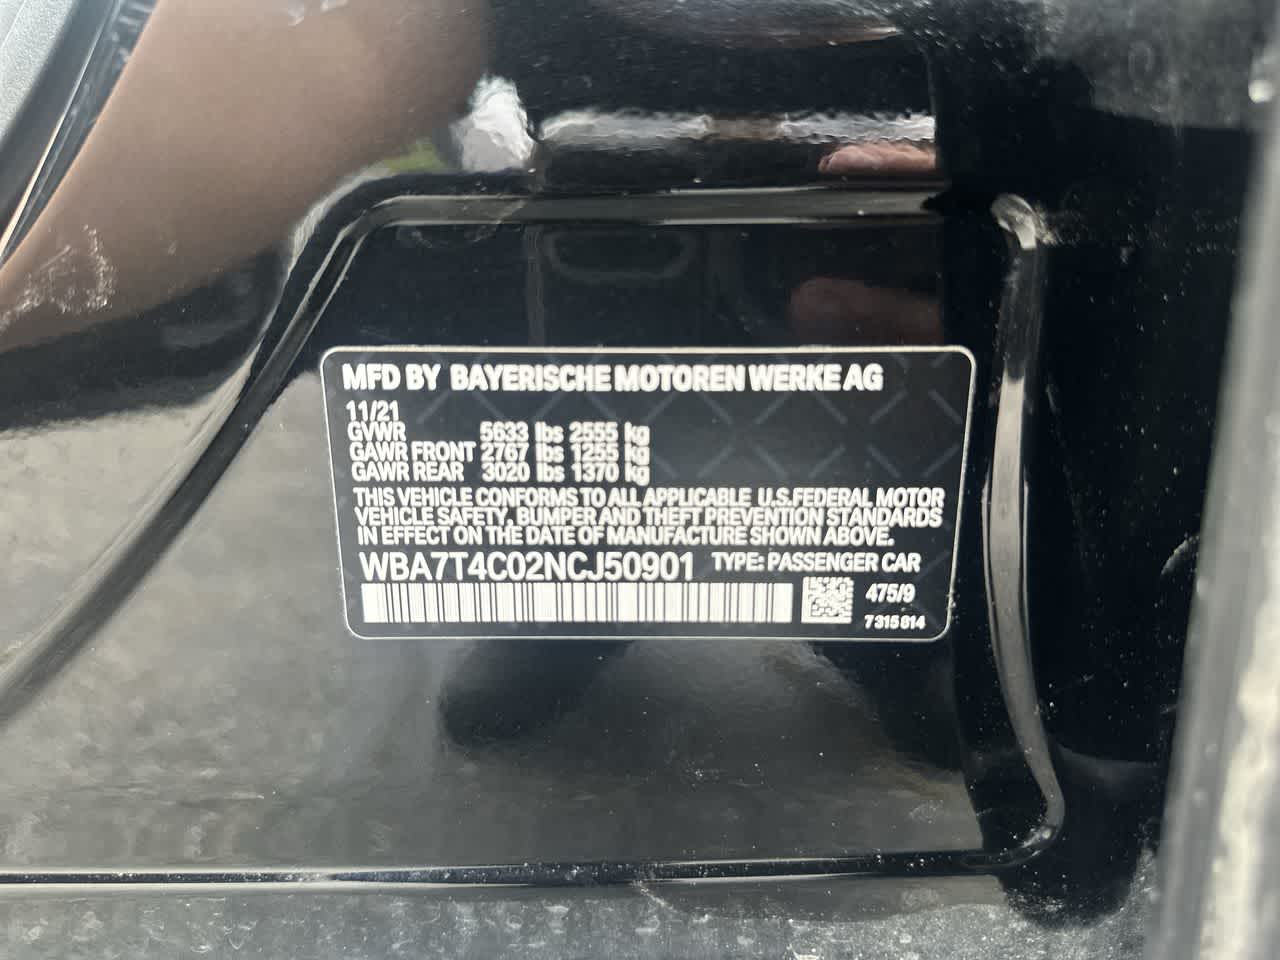 MFD BY BAYERISCHE MOTOREN WERKE AG
11/21
GVWR 5633 lbs 2555 kg
GAWR FRONT 2767 lbs 1255 kg
GAWR REAR 3020 lbs 1370 kg
THIS VEHICLE CONFORMS TO ALL APPLICABLE U.S.FEDERAL MOTOR
VEHICLE SAFETY, BUMPER AND THEFT PREVENTION STANDARDS
IN EFFECT ON THE DATE OF MANUFACTURE SHOWN ABOVE.
WBA7T4C02NCJ50901 TYPE: PASSENGER CAR
475/9
7 315 814